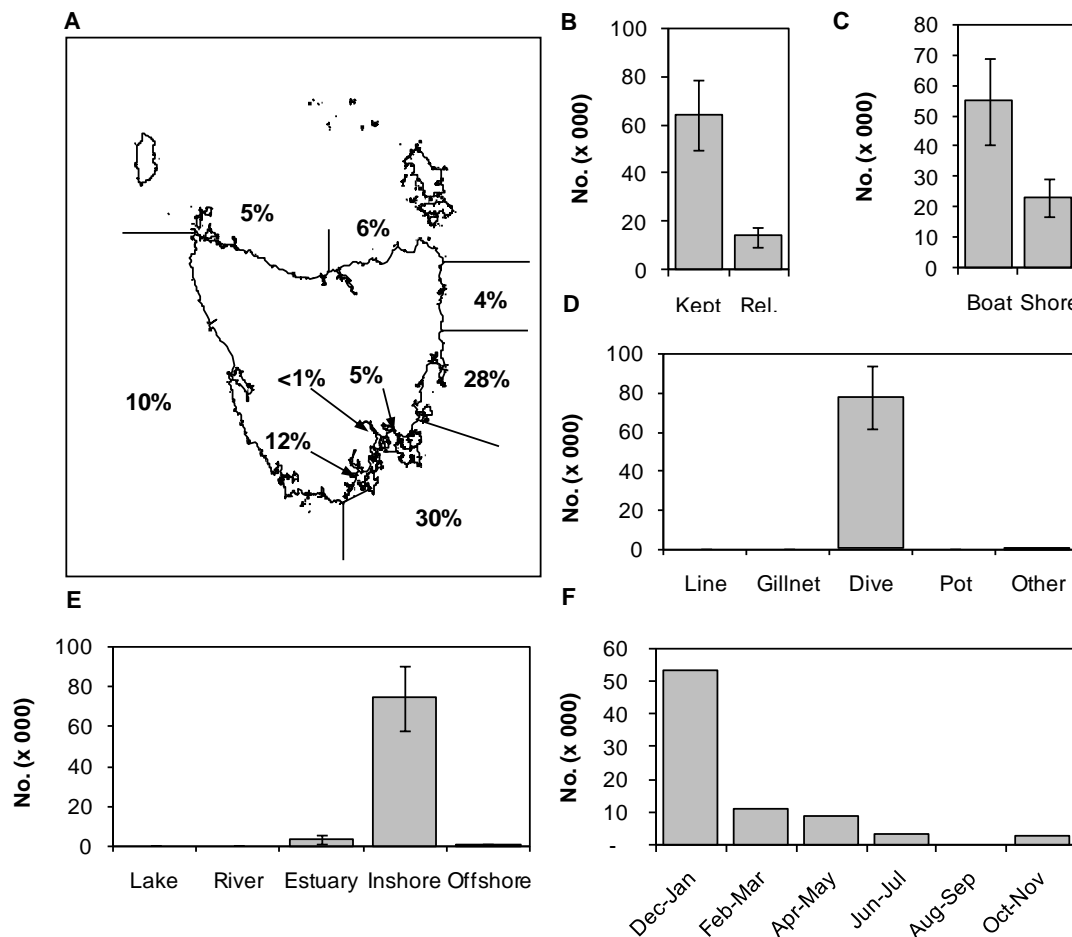 A
5%
6%
4%
<1%
5%
28%
10%
12%
30%
B
No. (x 000)
100
80
60
40
20
0
Kept Rel.
C
No. (x 000)
80
70
60
50
40
30
20
10
0
Boat Shore
D
No. (x 000)
100
80
60
40
20
0
Line Gillnet Dive Pot Other
E
No. (x 000)
100
80
60
40
20
0
Lake River Estuary Inshore Offshore
F
No. (x 000)
60
50
40
30
20
10
-
Dec-Jan Feb-Mar Apr-May Jun-Jul Aug-Sep Oct-Nov